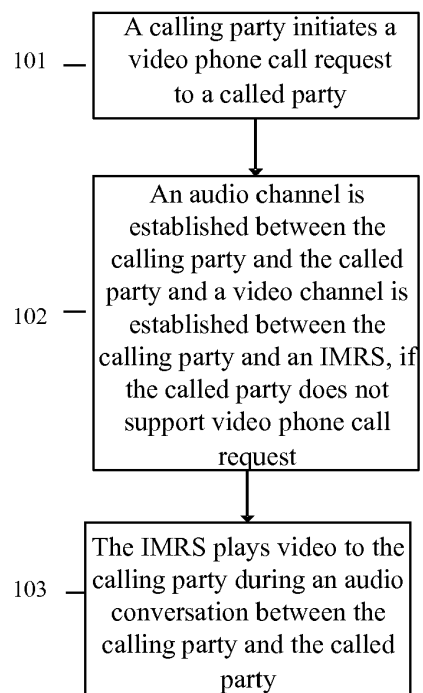 101
A calling party initiates a
video phone call request
to a called party
102
An audio channel is
established between the
calling party and the called
party and a video channel is
established between the
calling party and an IMRS, if
the called party does not
support video phone call
request
103
The IMRS plays video to the
calling party during an audio
conversation between the
calling party and the called
party